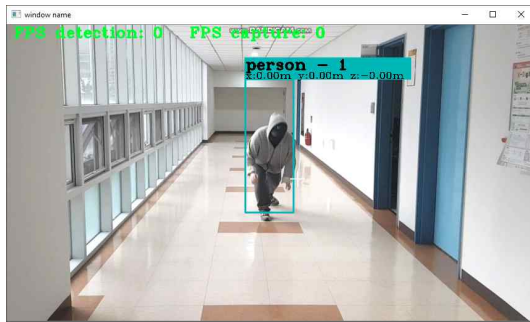 window name
FPS detection: 0 FPS capture: 0
person - 1
x:0.00m y:0.00m z:-0.00m